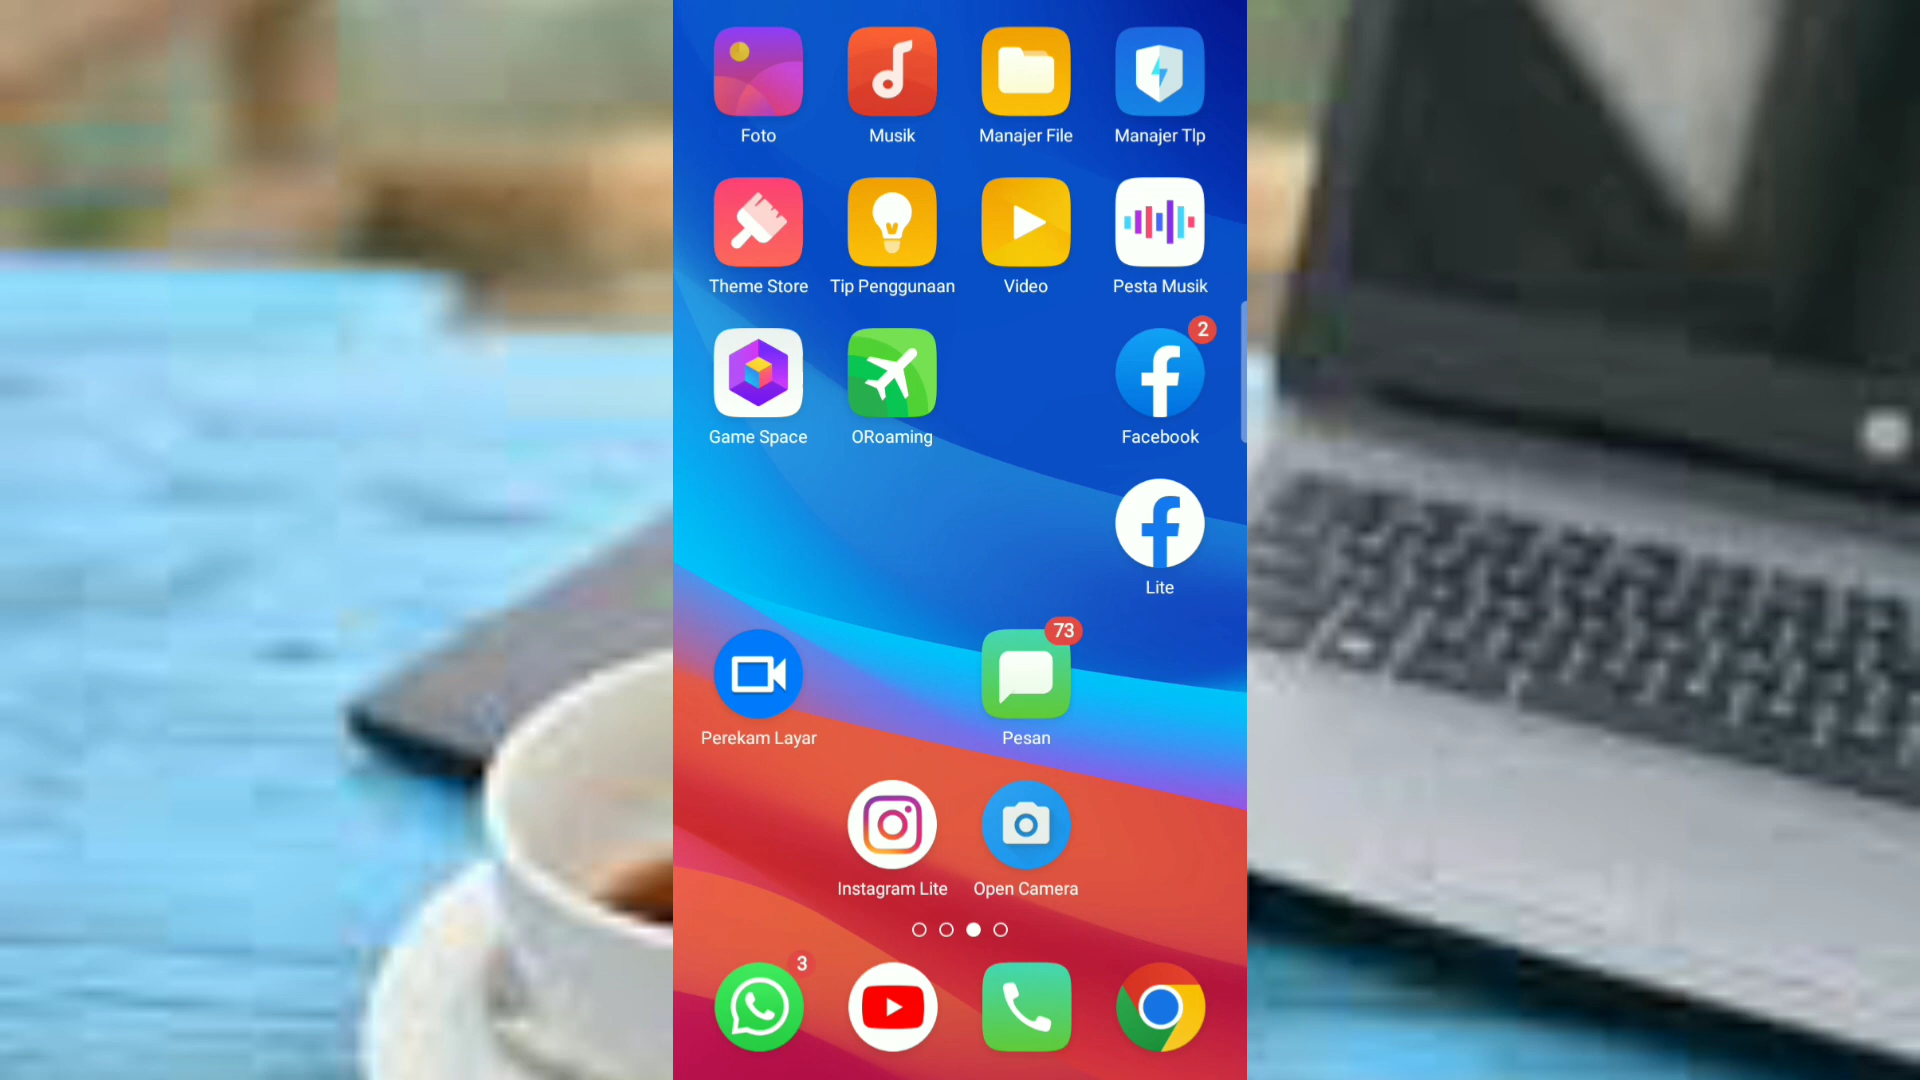 Foto Musik Manajer File Manajer Tlp
Theme Store Tip Penggunaan Video Pesta Musik
2
Game Space ORoaming Facebook
Lite
73
Perekam Layar Pesan
Instagram Lite Open Camera
3